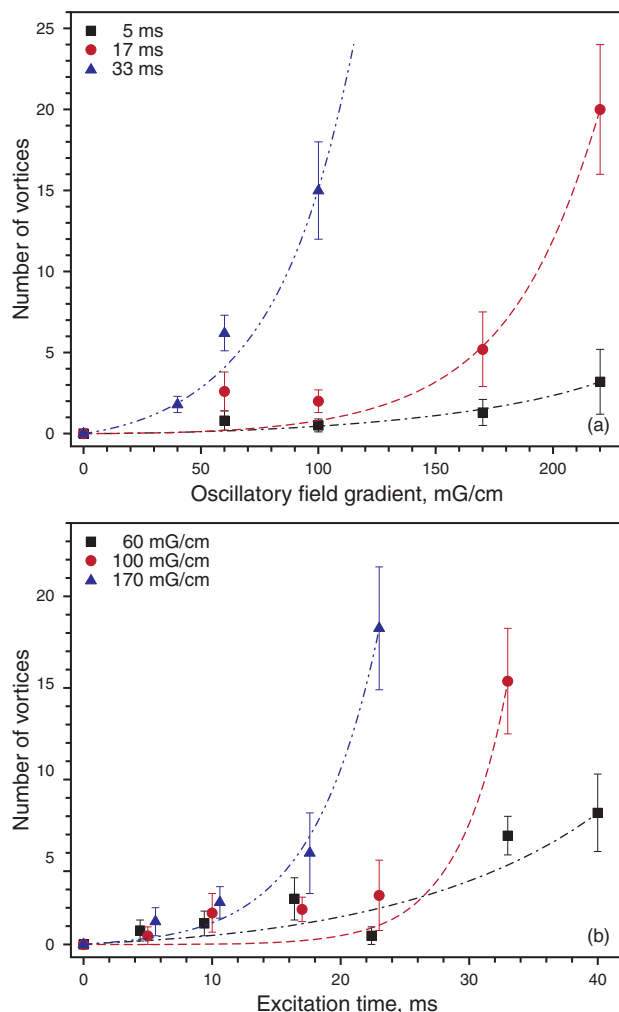 5 ms
17 ms
33 ms
25
20
15
10
5
0
Number of vortices
(a)
0 50 100 150 200
Oscillatory field gradient, mG/cm
60 mG/cm
100 mG/cm
170 mG/cm
20
15
10
5
0
Number of vortices
(b)
0 10 20 30 40
Excitation time, ms